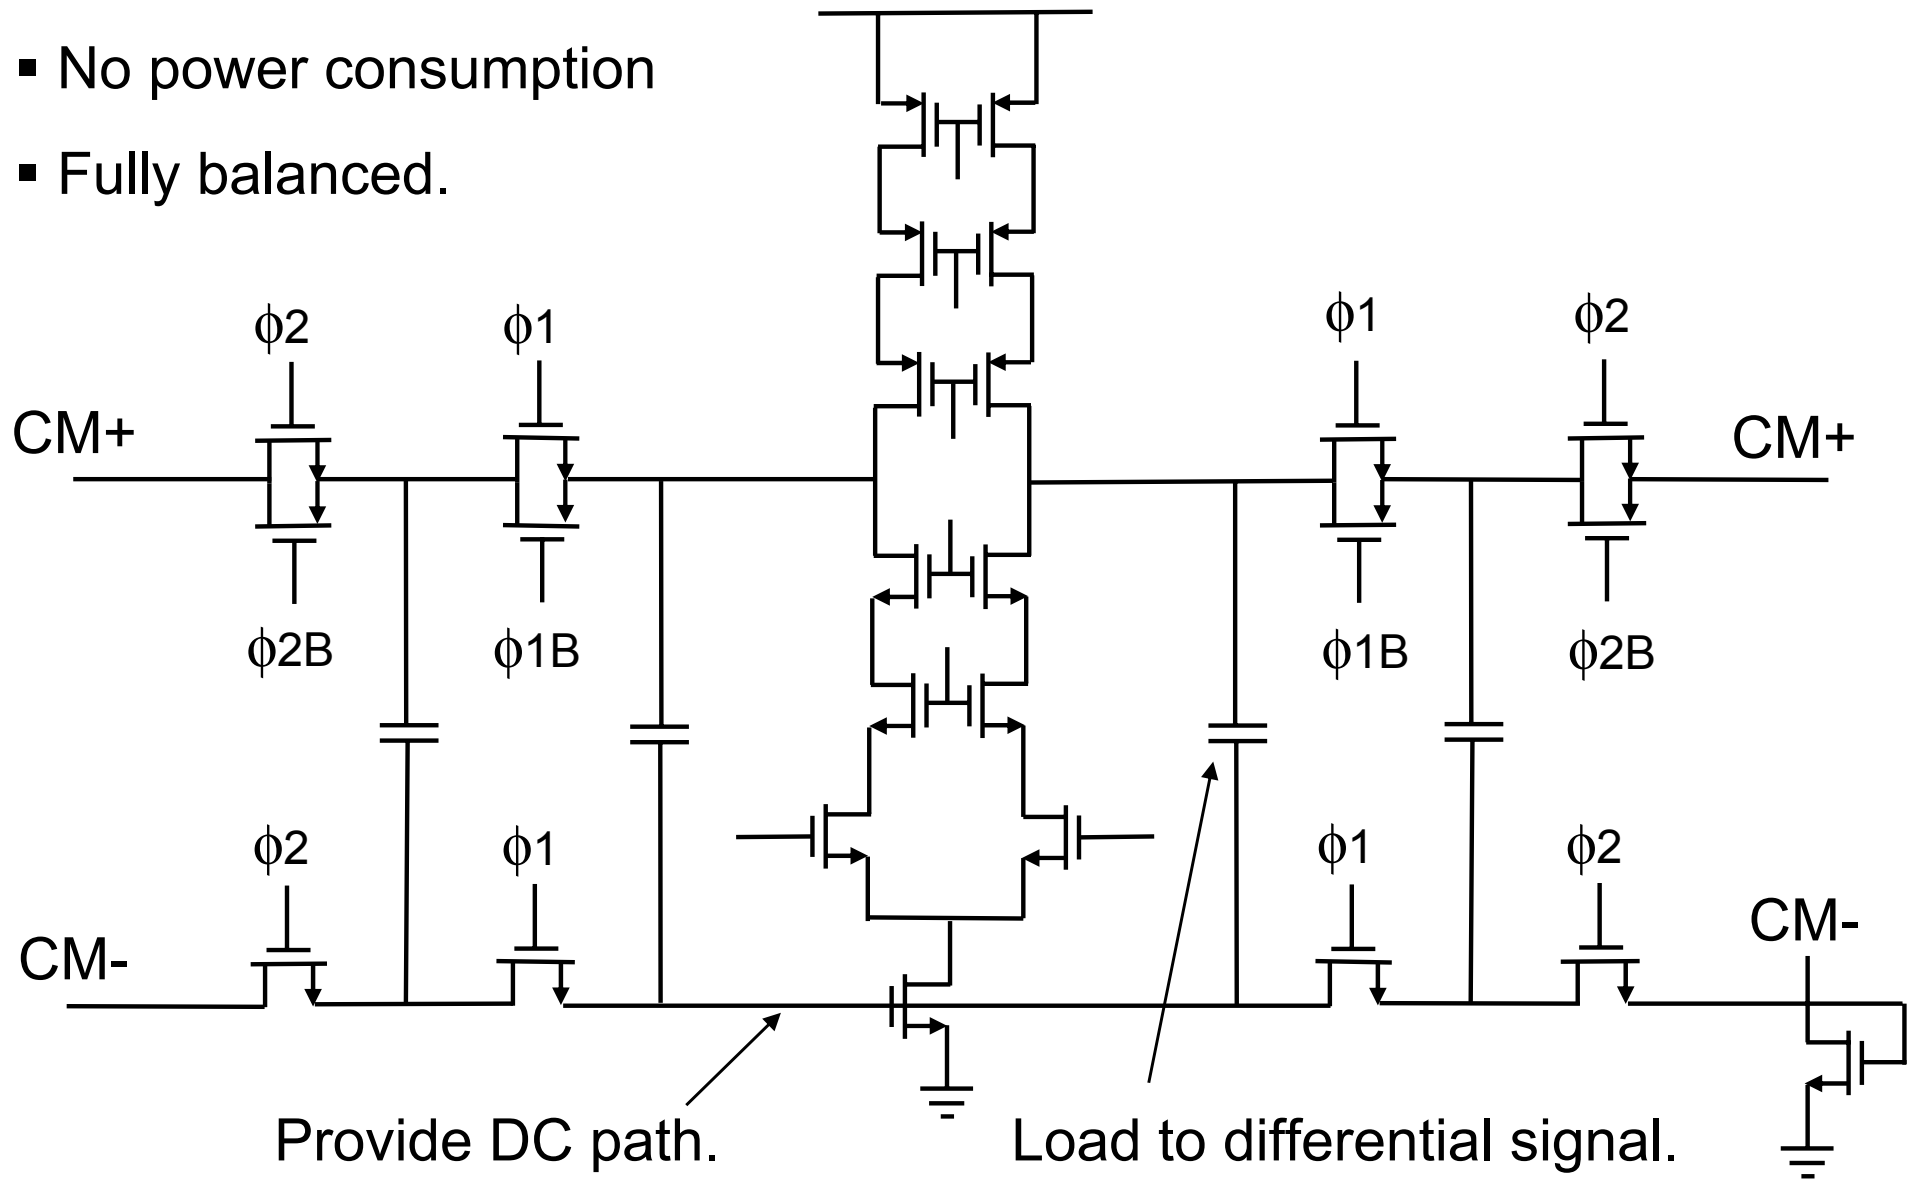 ▪ No power consumption
▪ Fully balanced.
ϕ2 ϕ1 ϕ1 ϕ2
CM+ CM+
ϕ2B ϕ1B ϕ1B ϕ2B
ϕ2 ϕ1 ϕ1 ϕ2
CM- CM-
Provide DC path. Load to differential signal.